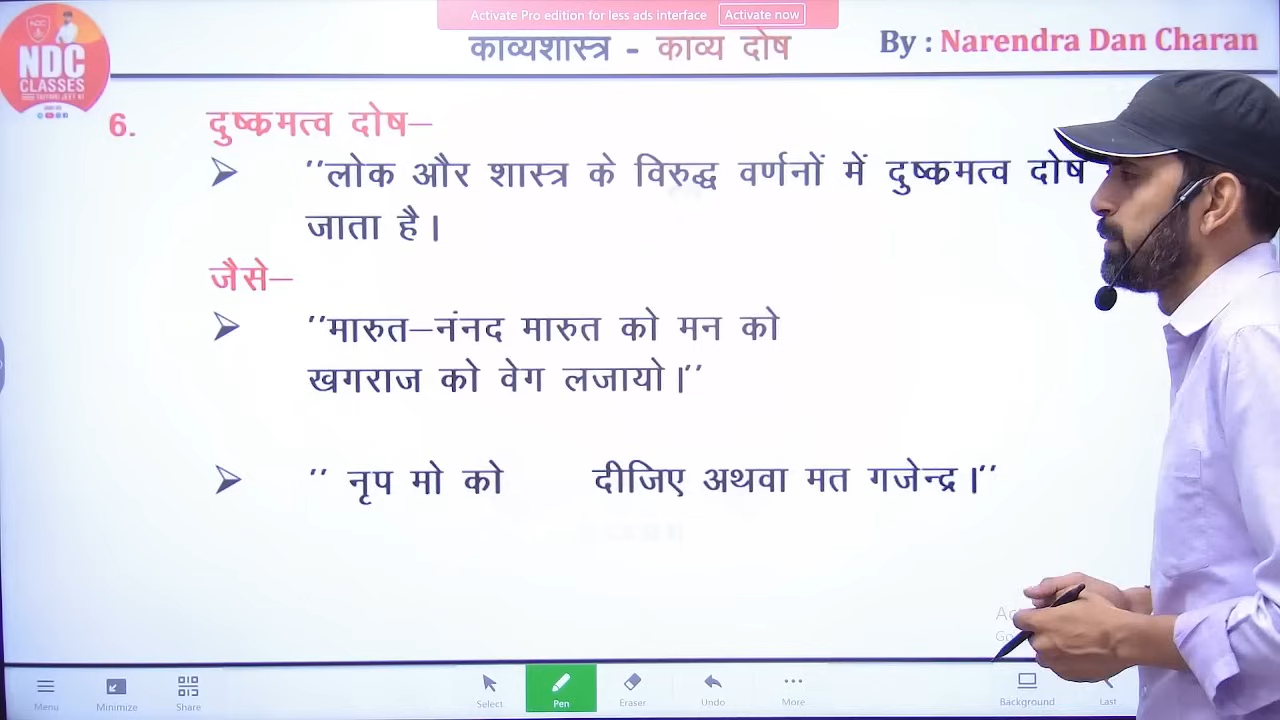 Activate Pro edition for less ads interface Activate now
काव्यशास्त्र - काव्य दोष
By : Narendra Dan Charan
NDC
CLASSES
6. दुष्कमत्व दोष–
''लोक और शास्त्र के विरुद्ध वर्णनों में दुष्कमत्व दोष
जाता है।
जैसे–
''मारुत–नंनद मारुत को मन को
खगराज को वेग लजायो।''
'' नृप मो को दीजिए अथवा मत गजेन्द्र।''
Menu Minimize Share Select Pen Eraser Undo More Background Last